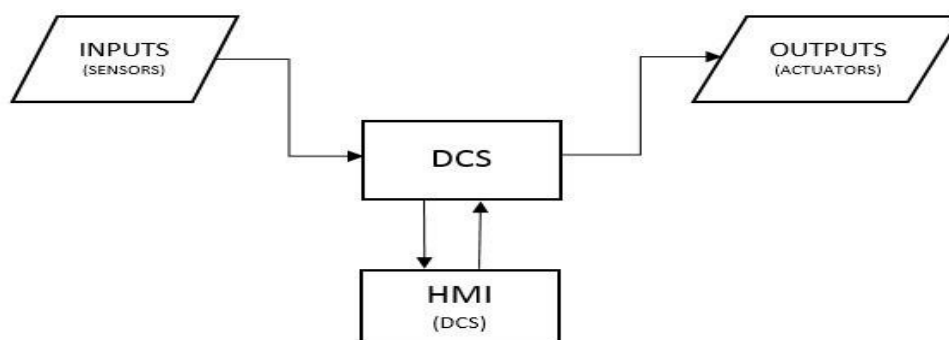 INPUTS
(SENSORS)
OUTPUTS
(ACTUATORS)
DCS
HMI
(DCS)